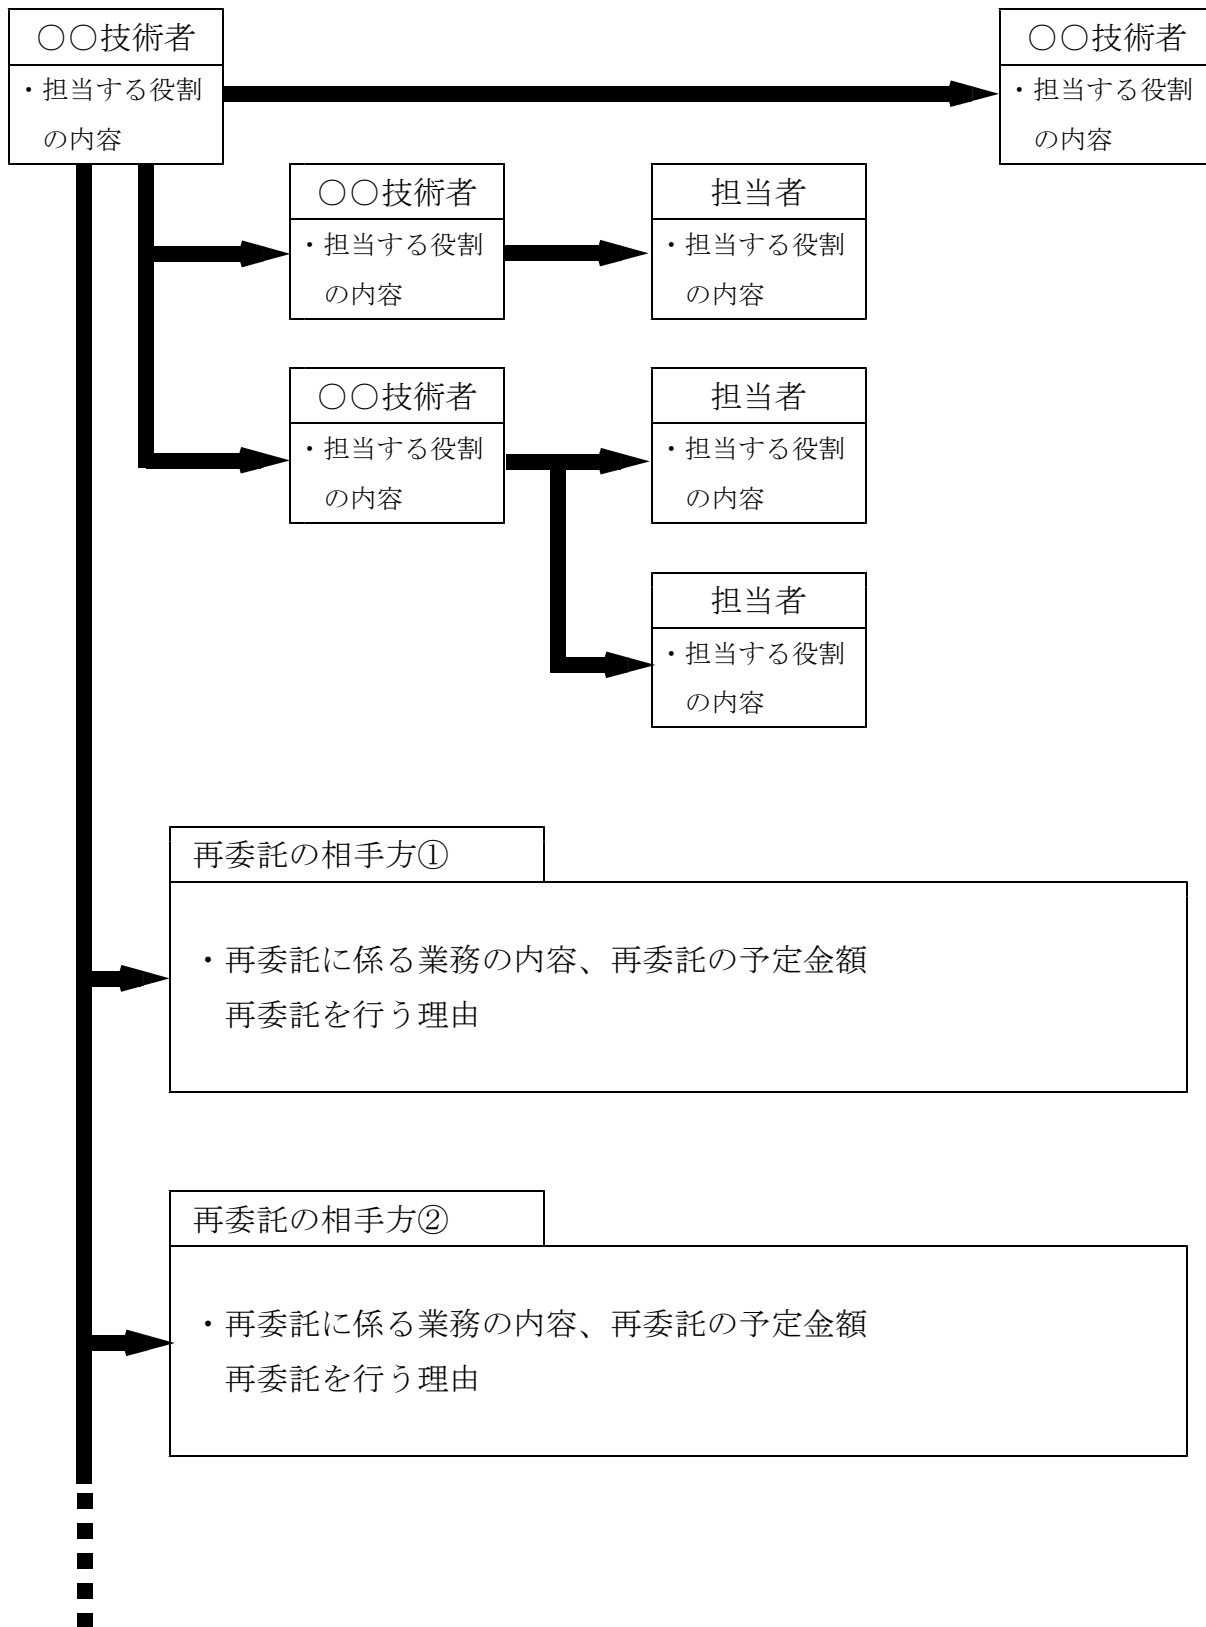 ○○技術者
・担当する役割
の内容
○○技術者
・担当する役割
の内容
○○技術者
・担当する役割
の内容
担当者
・担当する役割
の内容
○○技術者
・担当する役割
の内容
担当者
・担当する役割
の内容
担当者
・担当する役割
の内容
再委託の相手方①
・再委託に係る業務の内容、再委託の予定金額
再委託を行う理由
再委託の相手方②
・再委託に係る業務の内容、再委託の予定金額
再委託を行う理由